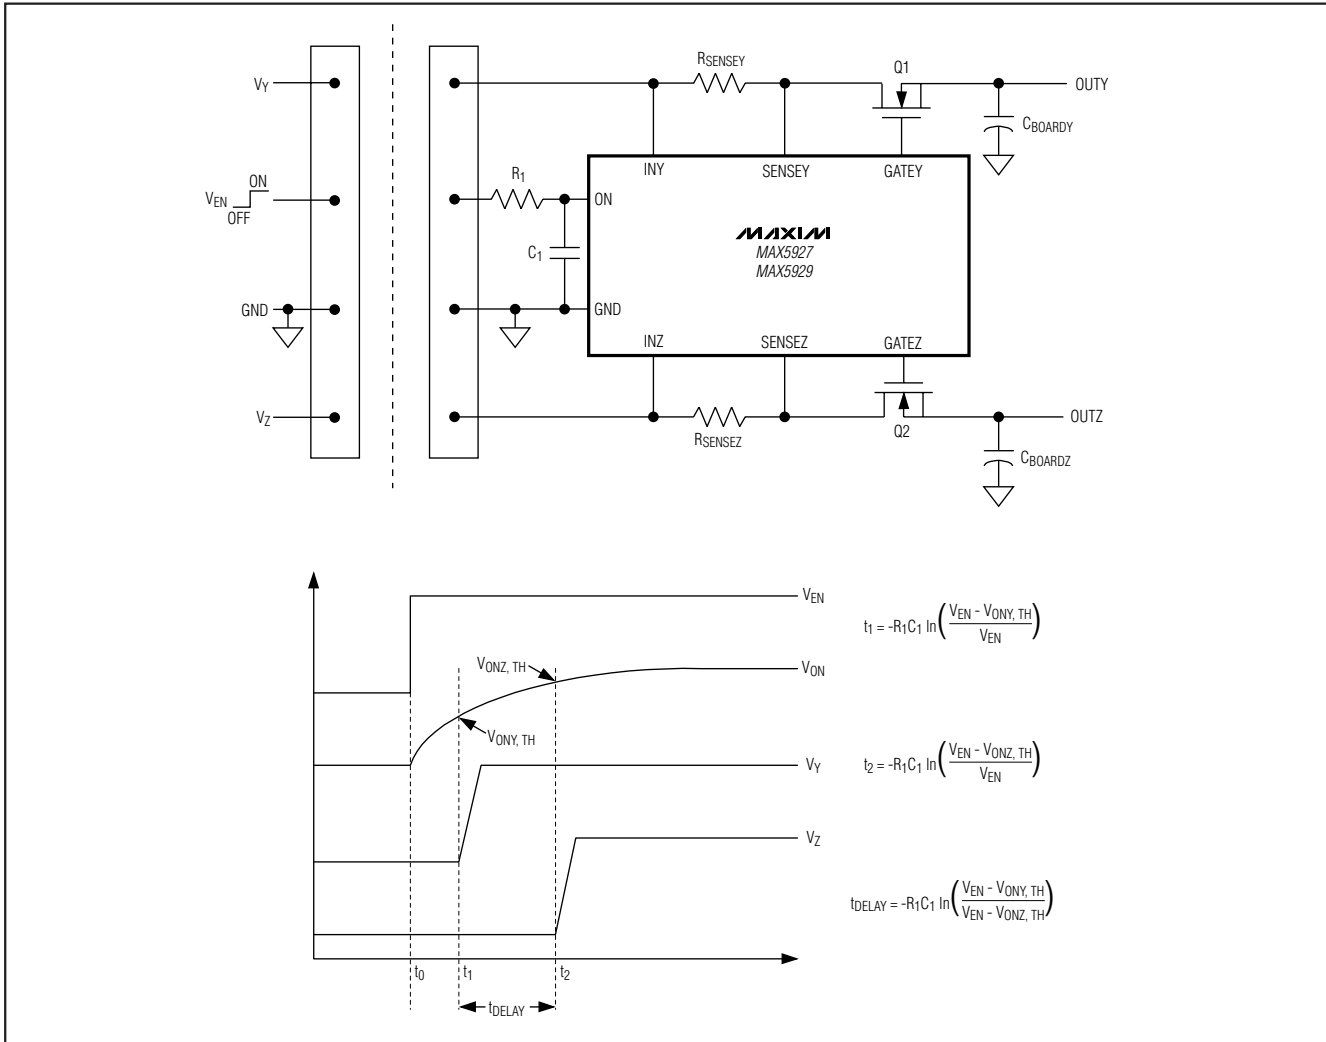 RSENSEY
Q1
VY
OUTY
CBOARDY
INY
SENSEY
GATEY
ON
VEN
OFF
R1
ON
MAXIM
MAX5927
MAX5929
C1
GND
GND
INZ
SENSEZ
GATEZ
VZ
RSENSEZ
Q2
OUTZ
CBOARDZ
VEN
t1 = -R1C1 ln(VEN - VONY, TH / VEN)
VONZ, TH
VON
VONY, TH
VY
t2 = -R1C1 ln(VEN - VONZ, TH / VEN)
VZ
tDELAY = -R1C1 ln(VEN - VONY, TH / VEN - VONZ, TH)
t0 t1 t2
tDELAY